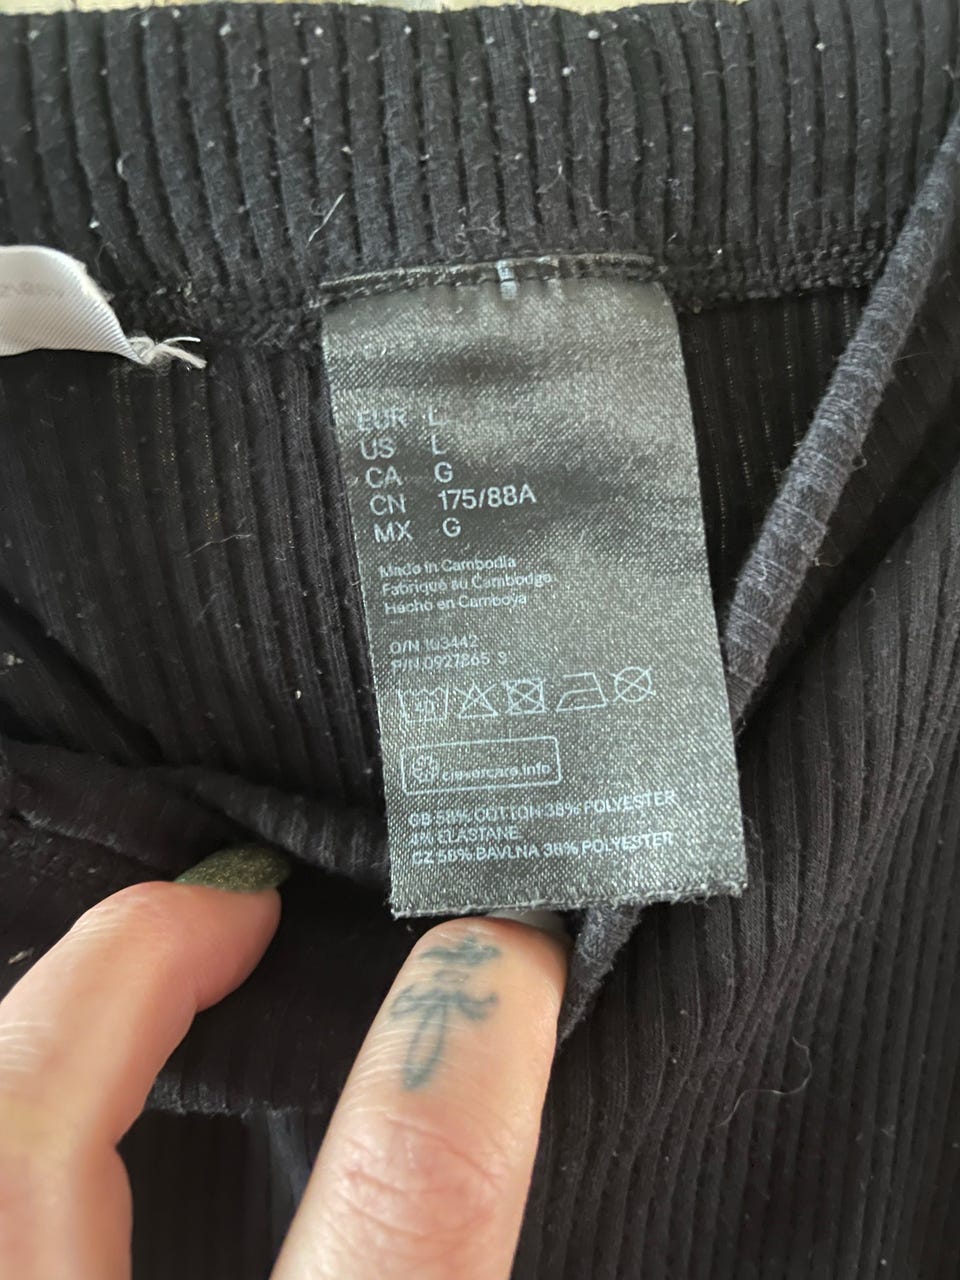 EUR L
US L
CA G
CN 175/88A
MX G
Made in Cambodia
Fabriqué au Cambodge
Hecho en Camboya
O/N 103442
P/N 0927865 S
clevercare.info
GB 58% COTTON 38% POLYESTER
4% ELASTANE
CZ 58% BAVLNA 38% POLYESTER